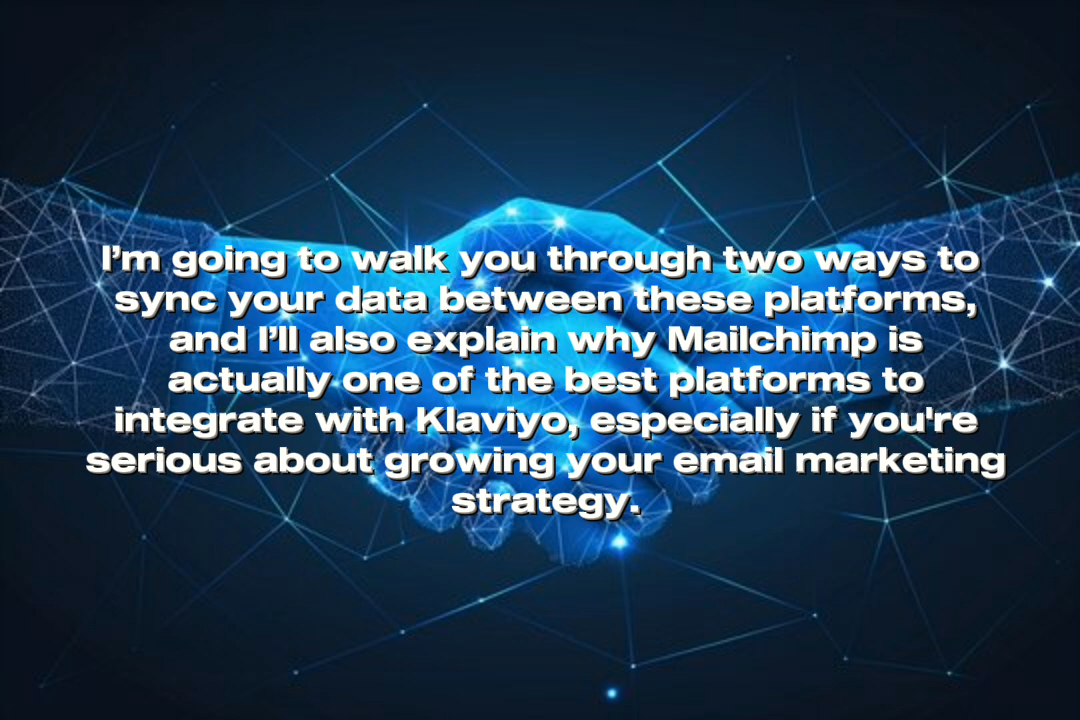 I’m going to walk you through two ways to
sync your data between these platforms,
and I’ll also explain why Mailchimp is
actually one of the best platforms to
integrate with Klaviyo, especially if you're
serious about growing your email marketing
strategy.